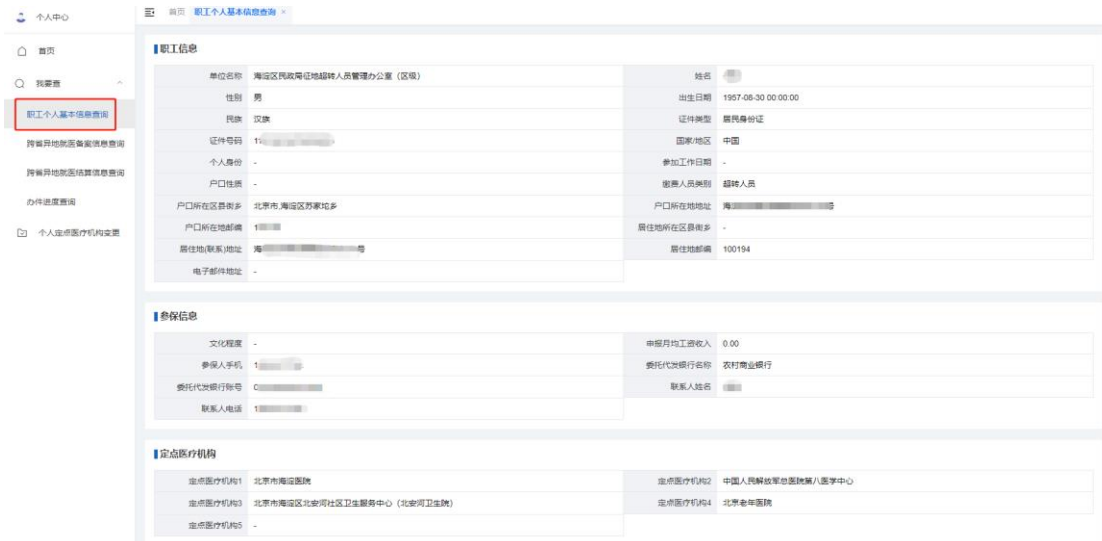 个人中心
首页 职工个人基本信息查询 ×
首页
我要查
职工个人基本信息查询
跨省异地就医备案信息查询
跨省异地就医结算信息查询
办件进度查询
个人定点医疗机构变更
职工信息
单位名称 海淀区民政局征地超转人员管理办公室（区级） 姓名
性别 男 出生日期 1957-08-30 00:00:00
民族 汉族 证件类型 居民身份证
证件号码 1 国家/地区 中国
个人身份 - 参加工作日期 -
户口性质 - 缴费人员类别 超转人员
户口所在区县街乡 北京市,海淀区苏家坨乡 户口所在地地址 海 号
户口所在地邮编 1 居住地所在区县街乡 -
居住地(联系)地址 海 号 居住地邮编 100194
电子邮件地址 -
参保信息
文化程度 - 申报月均工资收入 0.00
参保人手机 1 委托代发银行名称 农村商业银行
委托代发银行账号 0 联系人姓名
联系人电话 1
定点医疗机构
定点医疗机构1 北京市海淀医院 定点医疗机构2 中国人民解放军总医院第八医学中心
定点医疗机构3 北京市海淀区北安河社区卫生服务中心（北安河卫生院） 定点医疗机构4 北京老年医院
定点医疗机构5 -